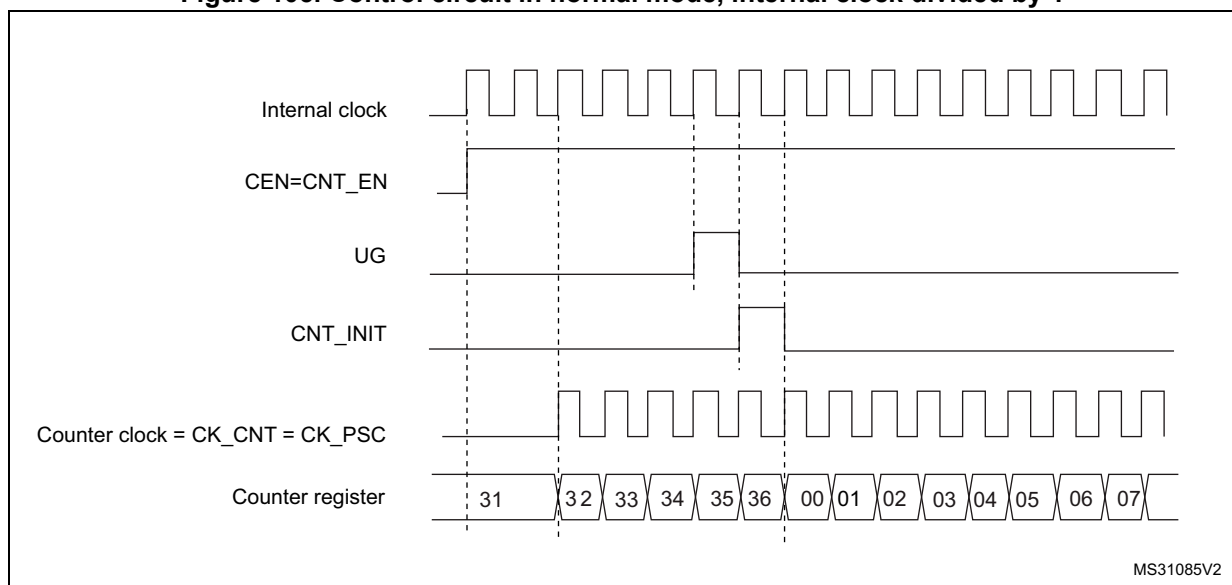 Figure Control circuit in normal mode, internal clock divided by 1
Internal clock
CEN=CNT_EN
UG
CNT_INIT
Counter clock = CK_CNT = CK_PSC
Counter register 31 32 33 34 35 36 00 01 02 03 04 05 06 07
MS31085V2